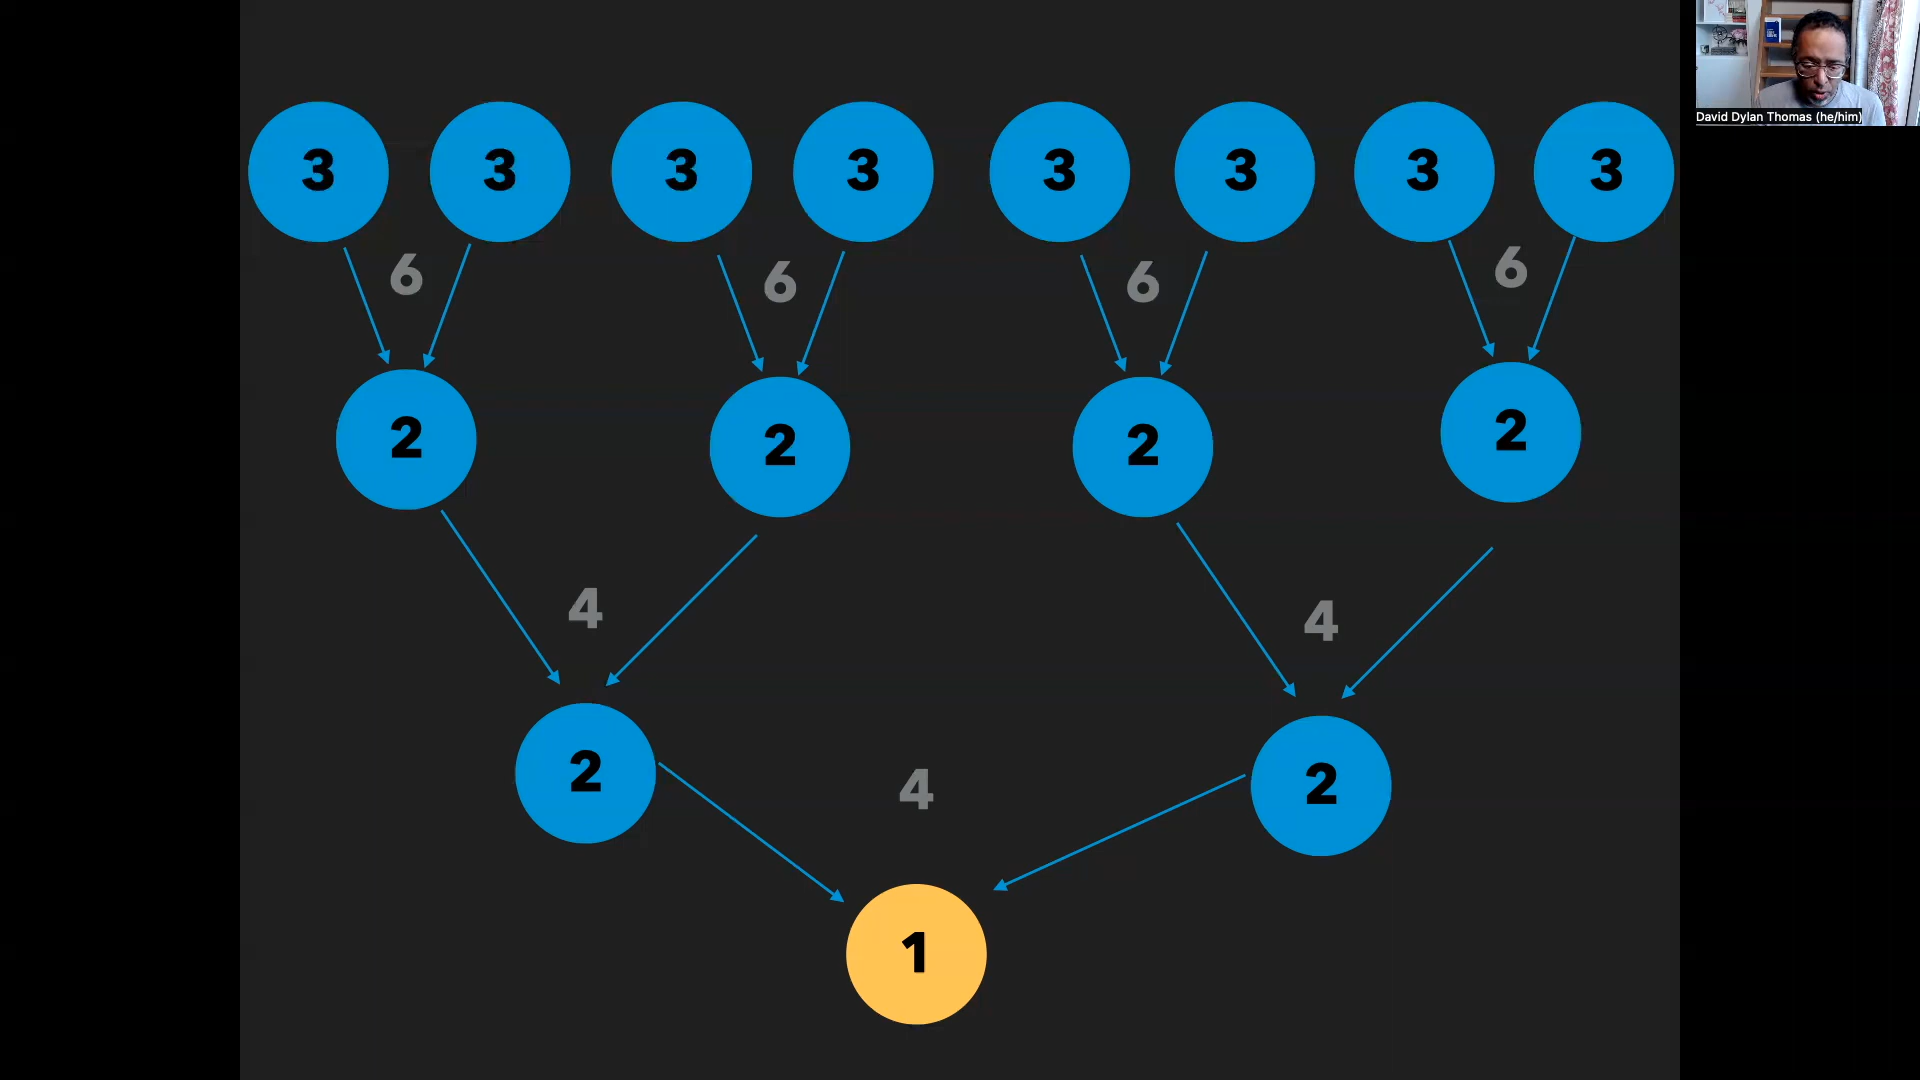 David Dylan Thomas (he/him)
3 3 3 3 3 3 3 3
6 6 6 6
2 2 2 2
4 4
2 2
4
1